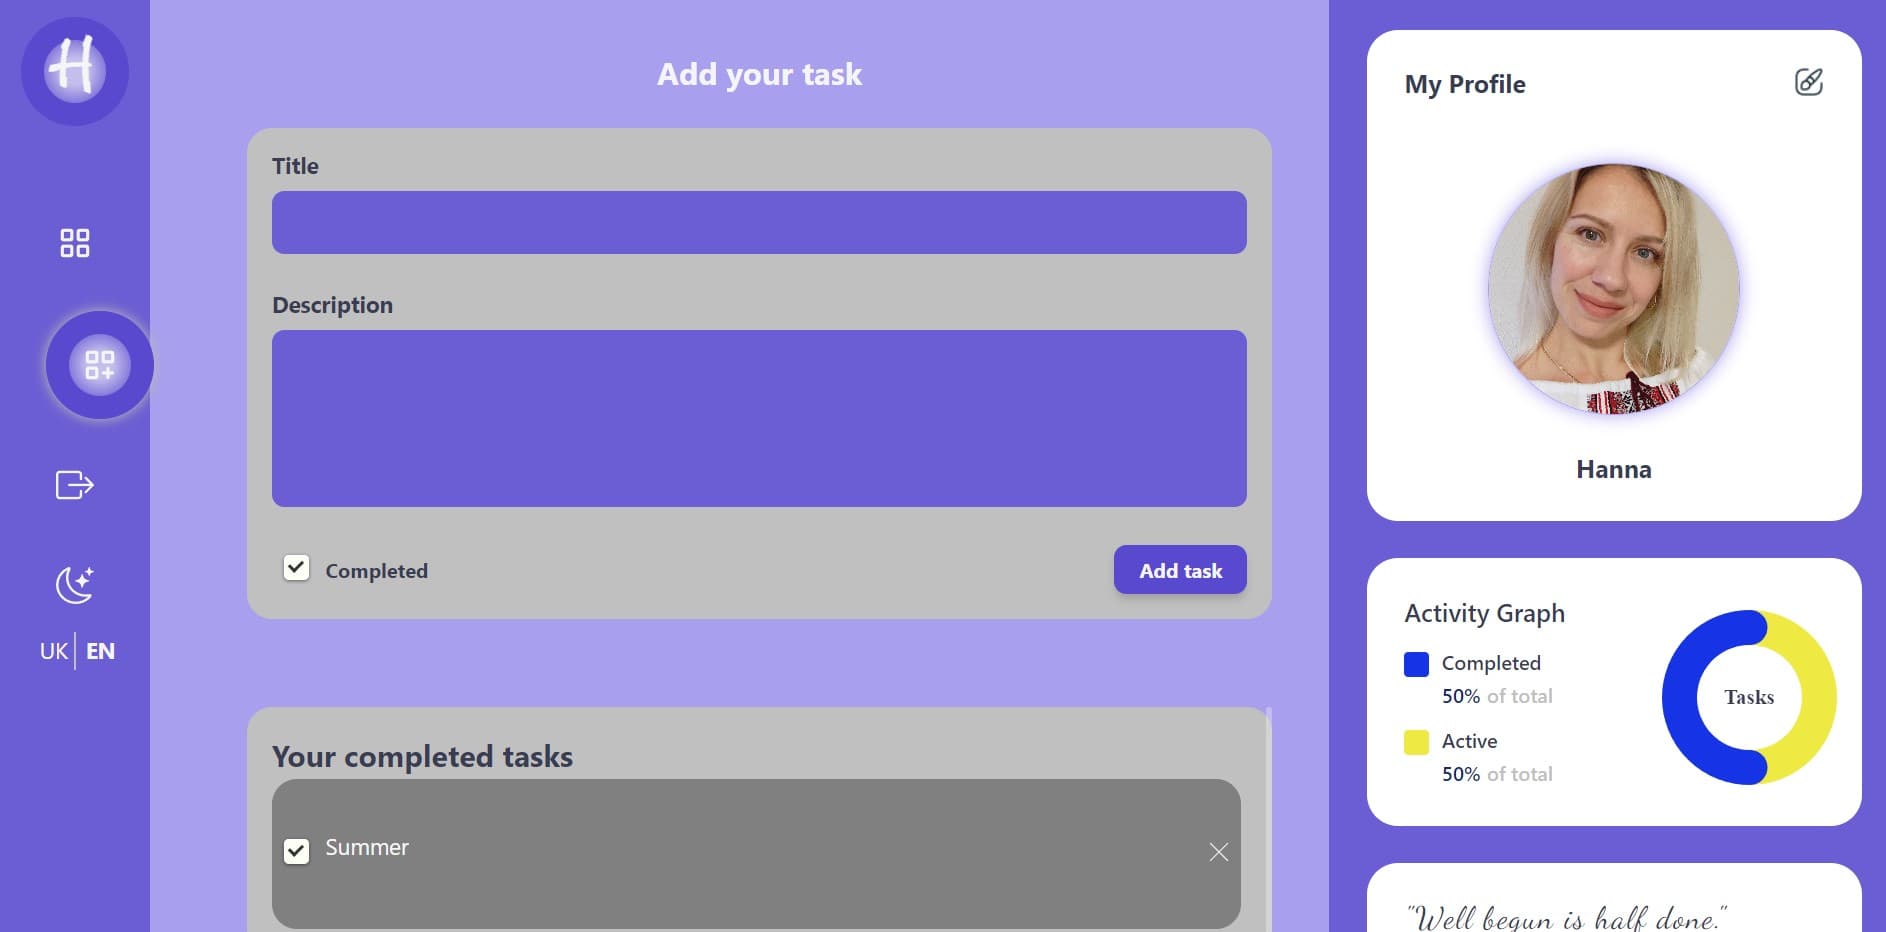 H
UK EN
Add your task
Title
Description
Completed
Add task
Your completed tasks
Summer
My Profile
Hanna
Activity Graph
Completed
50% of total
Active
50% of total
Tasks
"Well begun is half done."